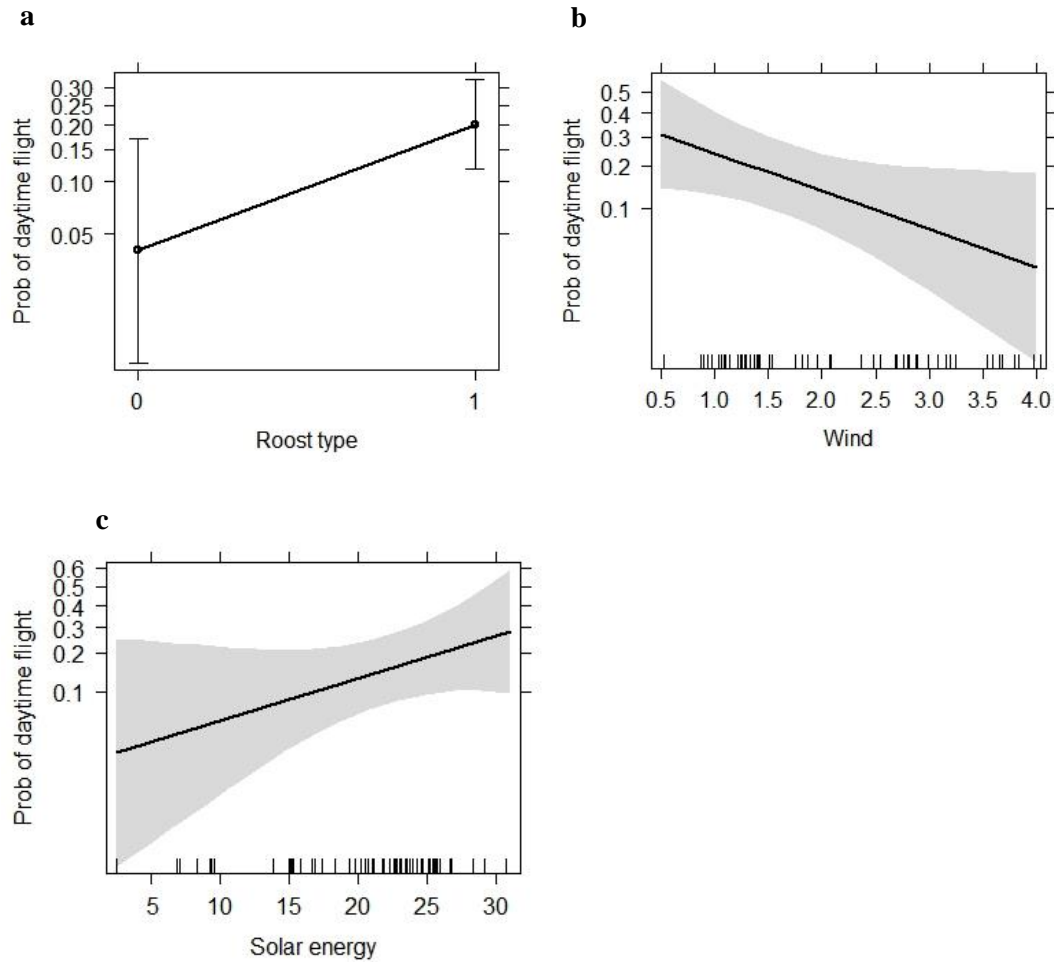 a
Prob of daytime flight
0.30
0.25
0.20
0.15
0.10
0.05
0 1
Roost type
b
Prob of daytime flight
0.5
0.4
0.3
0.2
0.1
0.5 1.0 1.5 2.0 2.5 3.0 3.5 4.0
Wind
c
Prob of daytime flight
0.6
0.5
0.4
0.3
0.2
0.1
5 10 15 20 25 30
Solar energy